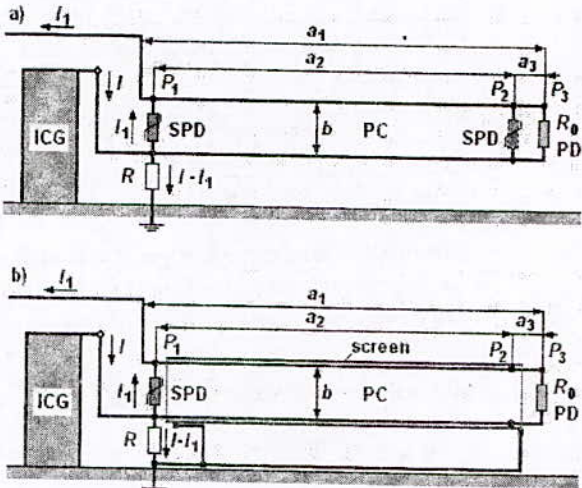 a)
I₁
a₁
a₂
a₃
I
P₁
P₂
P₃
ICG
I₁
SPD
b
PC
SPD
R₀
PD
R
I - I₁
b)
I₁
a₁
a₂
a₃
I
P₁
screen
P₂
P₃
ICG
I₁
SPD
b
PC
R₀
PD
R
I - I₁